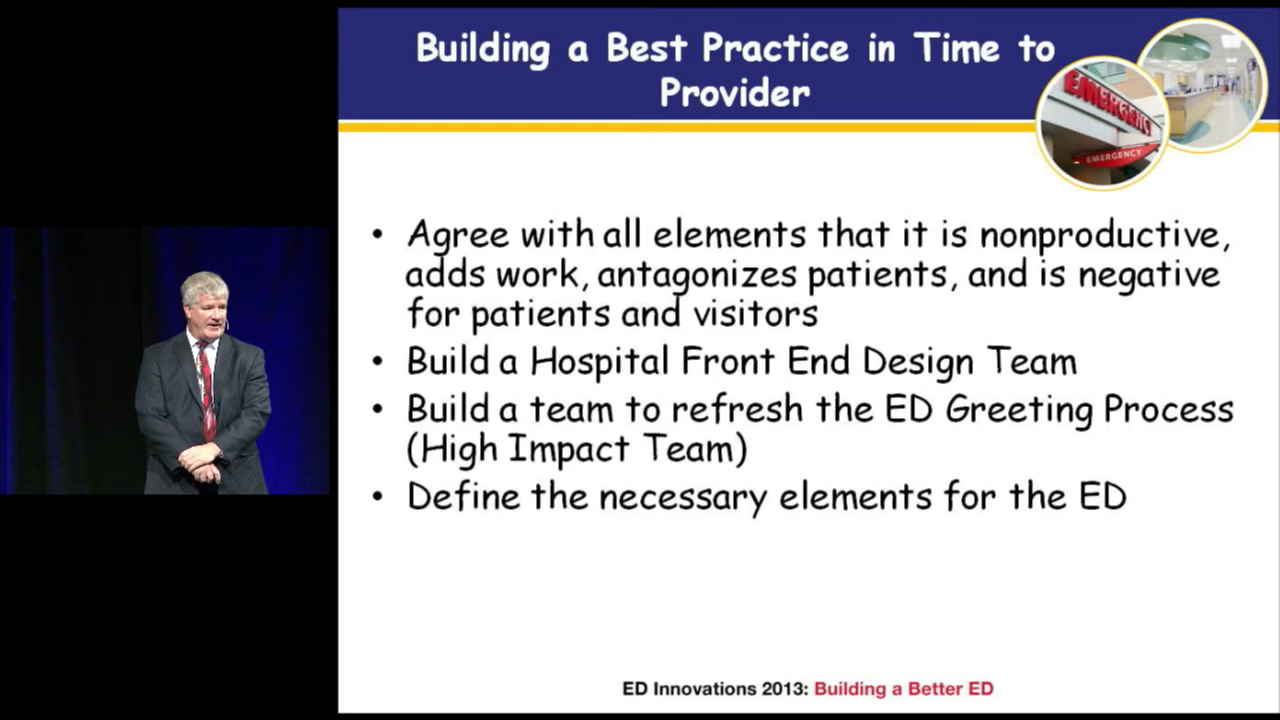 Building a Best Practice in Time to
Provider
EMERGENCY
EMERGENCY
• Agree with all elements that it is nonproductive,
adds work, antagonizes patients, and is negative
for patients and visitors
• Build a Hospital Front End Design Team
• Build a team to refresh the ED Greeting Process
(High Impact Team)
• Define the necessary elements for the ED
ED Innovations 2013: Building a Better ED